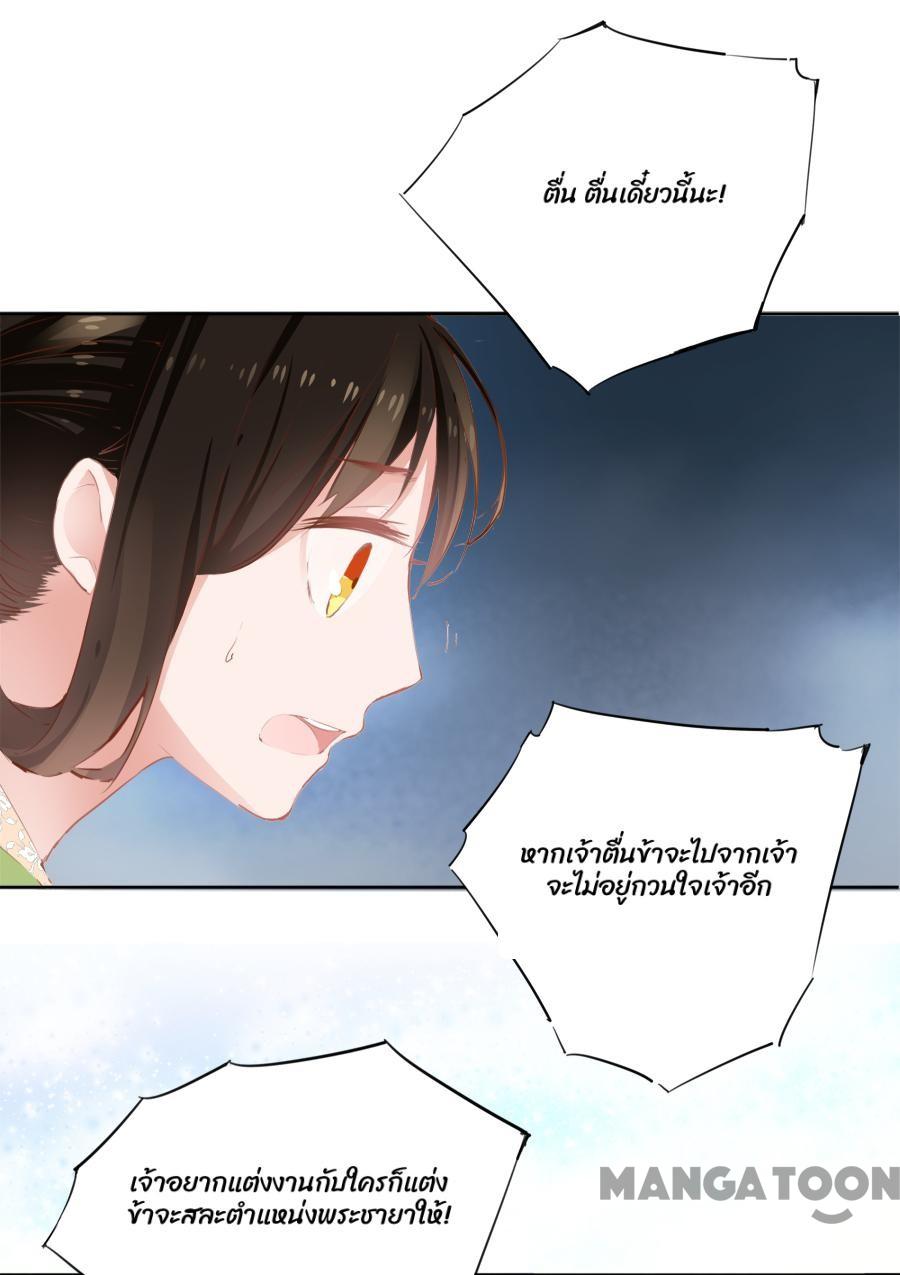 ตื่น ตื่นเดี๋ยวนี้นะ!
หากเจ้าตื่นข้าจะไปจากเจ้า
จะไม่อยู่กวนใจเจ้าอีก
เจ้าอยากแต่งงานกับใครก็แต่ง
ข้าจะสละตำแหน่งพระชายาให้!
MANGATOON